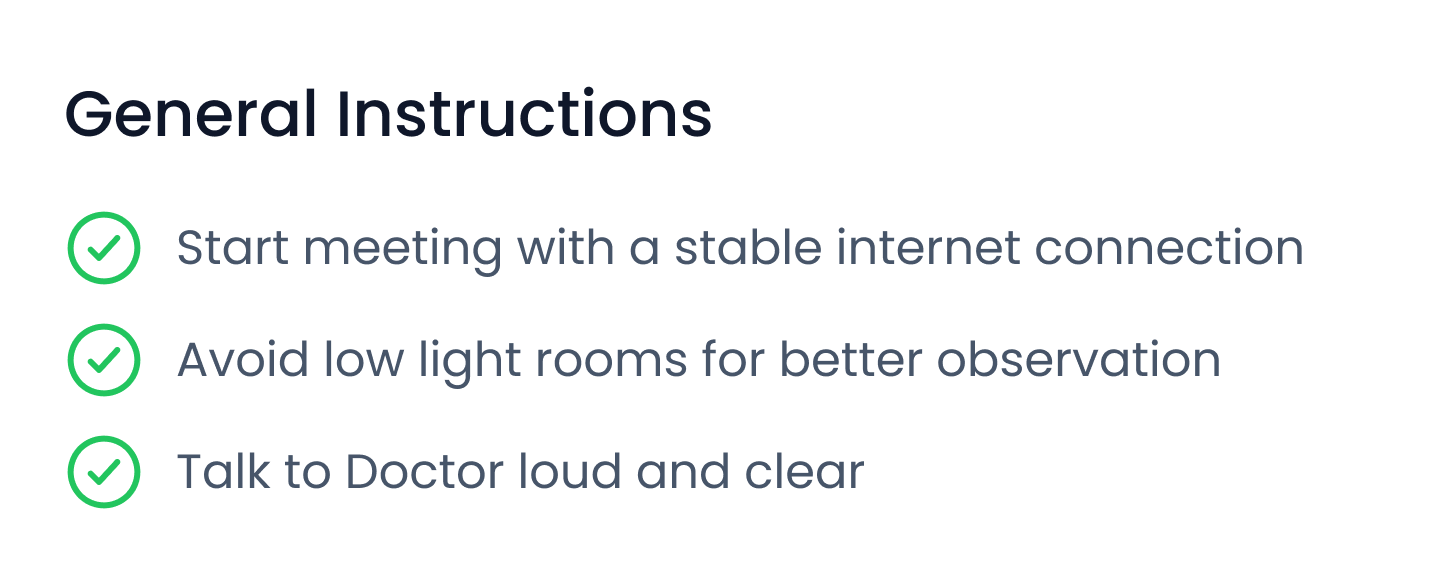 General Instructions
Start meeting with a stable internet connection
Avoid low light rooms for better observation
Talk to Doctor loud and clear